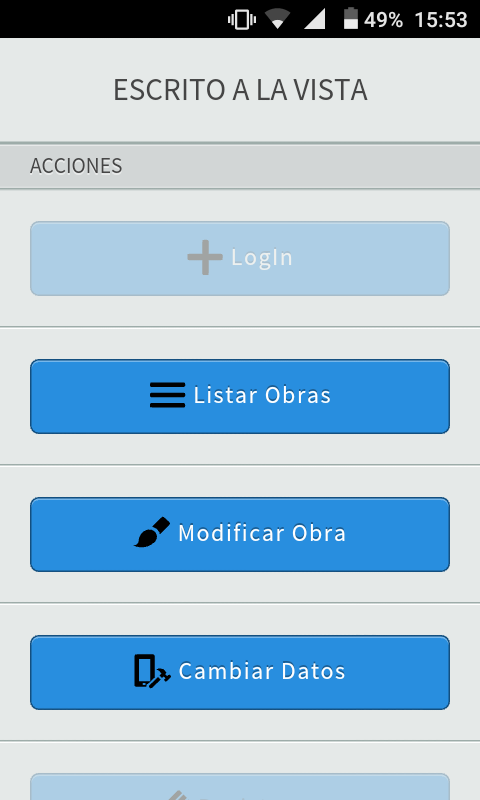 49% 15:53
ESCRITO A LA VISTA
ACCIONES
LogIn
Listar Obras
Modificar Obra
Cambiar Datos